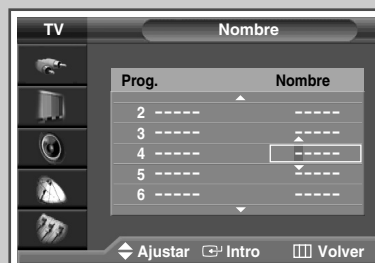 TV Nombre
Prog. Nombre
2 ----- -----
3 ----- -----
4 ----- -----
5 ----- -----
6 ----- -----
Ajustar Intro Volver